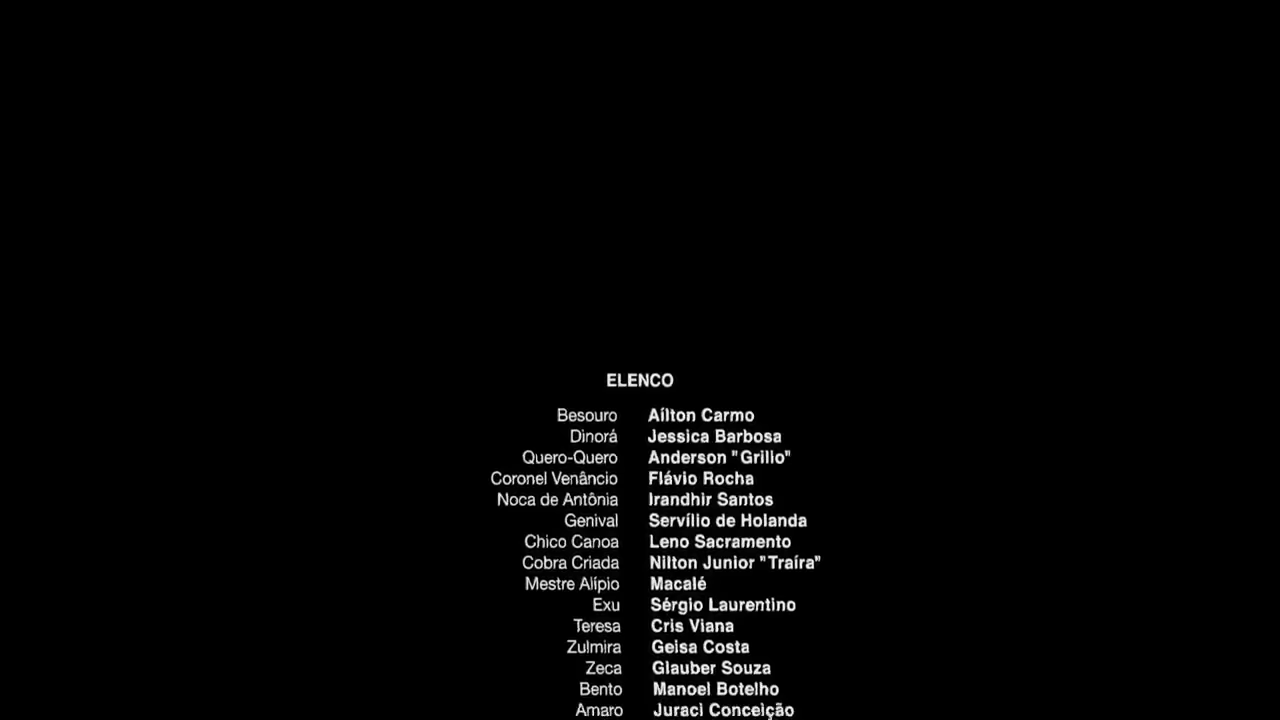 ELENCO
Besouro Aílton Carmo
Dinorá Jessica Barbosa
Quero-Quero Anderson "Grillo"
Coronel Venâncio Flávio Rocha
Noca de Antônia Irandhir Santos
Genival Servílio de Holanda
Chico Canoa Leno Sacramento
Cobra Criada Nilton Junior "Traíra"
Mestre Alípio Macalé
Exu Sérgio Laurentino
Teresa Cris Viana
Zulmira Geisa Costa
Zeca Glauber Souza
Bento Manoel Botelho
Amaro Juraci Conceição